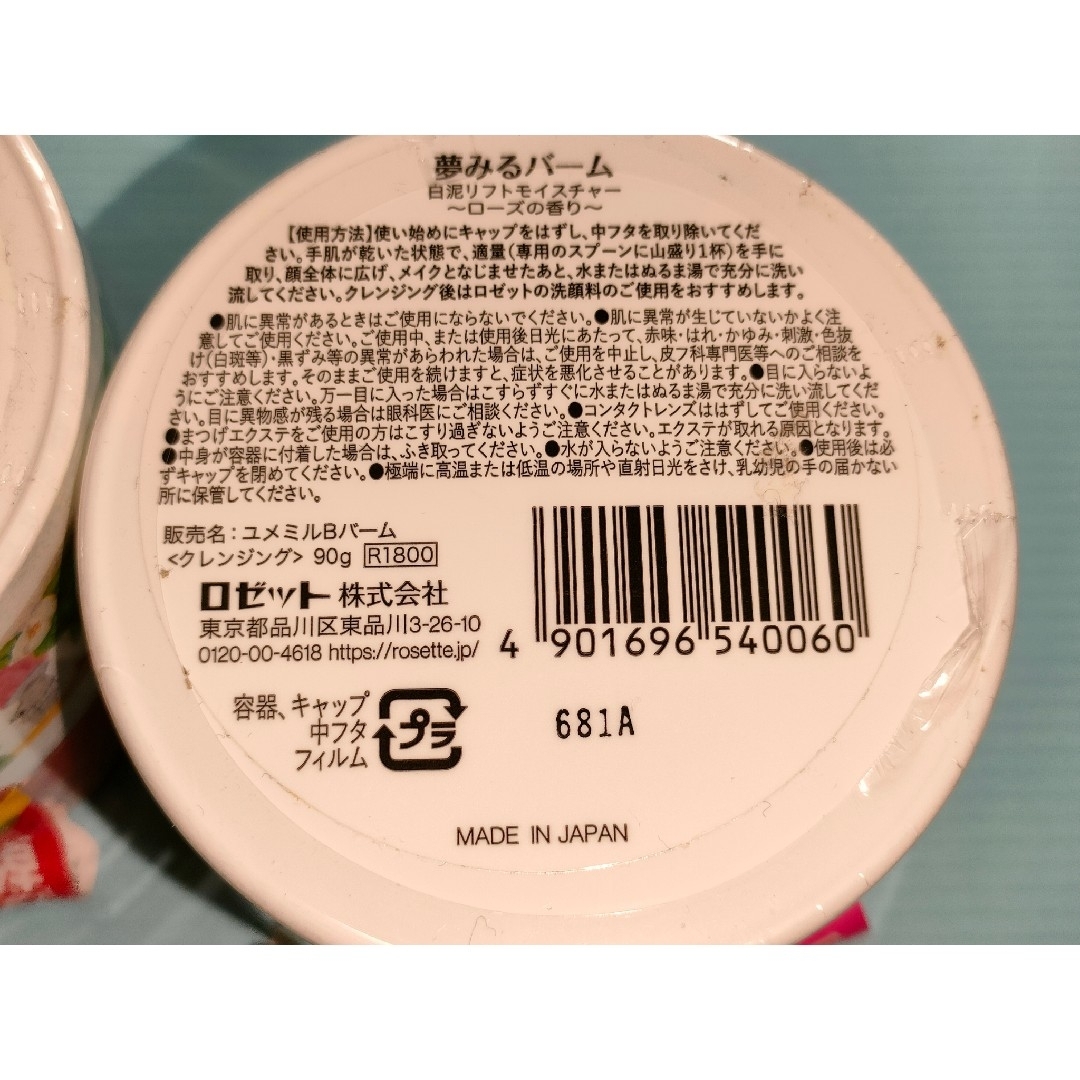 夢みるバーム
白泥リフトモイスチャー
〜ローズの香り〜
【使用方法】使い始めにキャップをはずし、中フタを取り除いてくだ
さい。手肌が乾いた状態で、適量(専用のスプーンに山盛り1杯)を手に
取り、顔全体に広げ、メイクとなじませたあと、水またはぬるま湯で充分に洗い
流してください。クレンジング後はロゼットの洗顔料のご使用をおすすめします。
●肌に異常があるときはご使用にならないでください。●肌に異常が生じていないかよく注
意してご使用ください。ご使用中、または使用後日光にあたって、赤味・はれ・かゆみ・刺激・色抜
け(白斑等)・黒ずみ等の異常があらわれた場合は、ご使用を中止し、皮フ科専門医等へのご相談を
おすすめします。そのままご使用を続けますと、症状を悪化させることがあります。●目に入らないよ
うにご注意ください。万一目に入った場合はこすらずすぐに水またはぬるま湯で充分に洗い流してくだ
さい。目に異物感が残る場合は眼科医にご相談ください。●コンタクトレンズははずしてご使用ください。
●まつげエクステをご使用の方はこすり過ぎないようご注意ください。エクステが取れる原因となります。
●中身が容器に付着した場合は、ふき取ってください。●水が入らないようご注意ください。●使用後は必
ずキャップを閉めてください。●極端に高温または低温の場所や直射日光をさけ、乳幼児の手の届かない
所に保管してください。
販売名:ユメミルBバーム
<クレンジング> 90g R1800
ロゼット 株式会社
東京都品川区東品川3-26-10
0120-00-4618 https://rosette.jp/
4 901696 540060
容器、キャップ
中フタ
フィルム
プラ
681A
MADE IN JAPAN